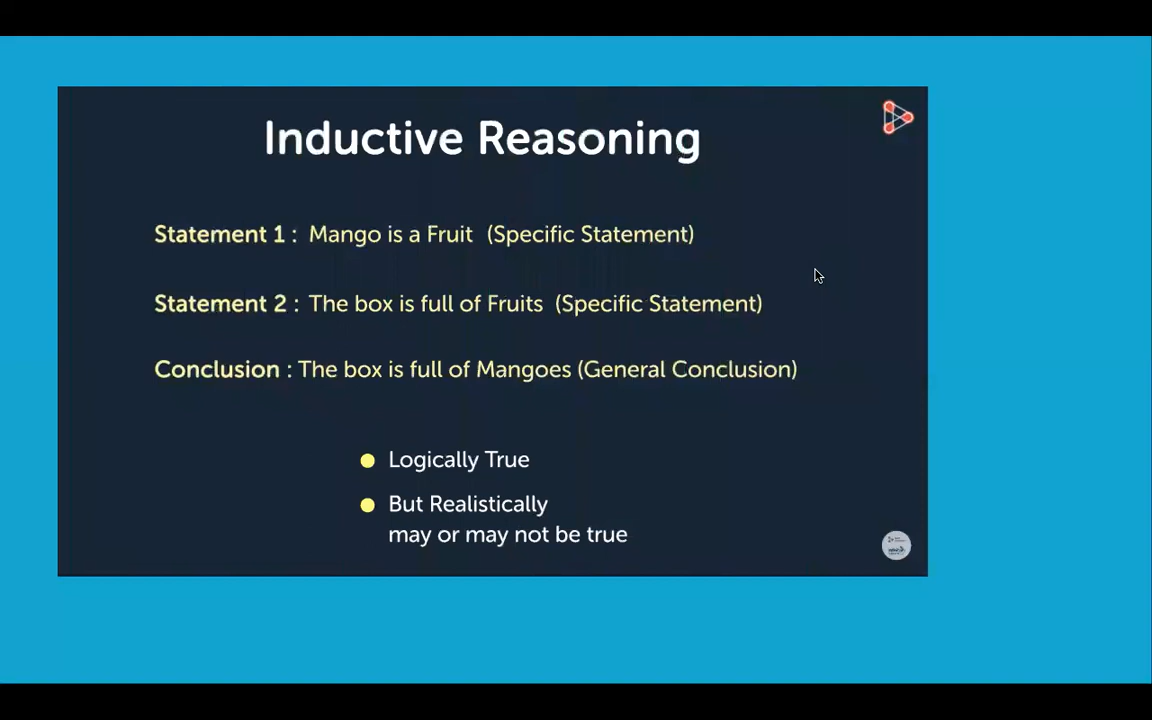 Inductive Reasoning
Statement 1 : Mango is a Fruit (Specific Statement)
Statement 2 : The box is full of Fruits (Specific Statement)
Conclusion : The box is full of Mangoes (General Conclusion)
Logically True
But Realistically
may or may not be true